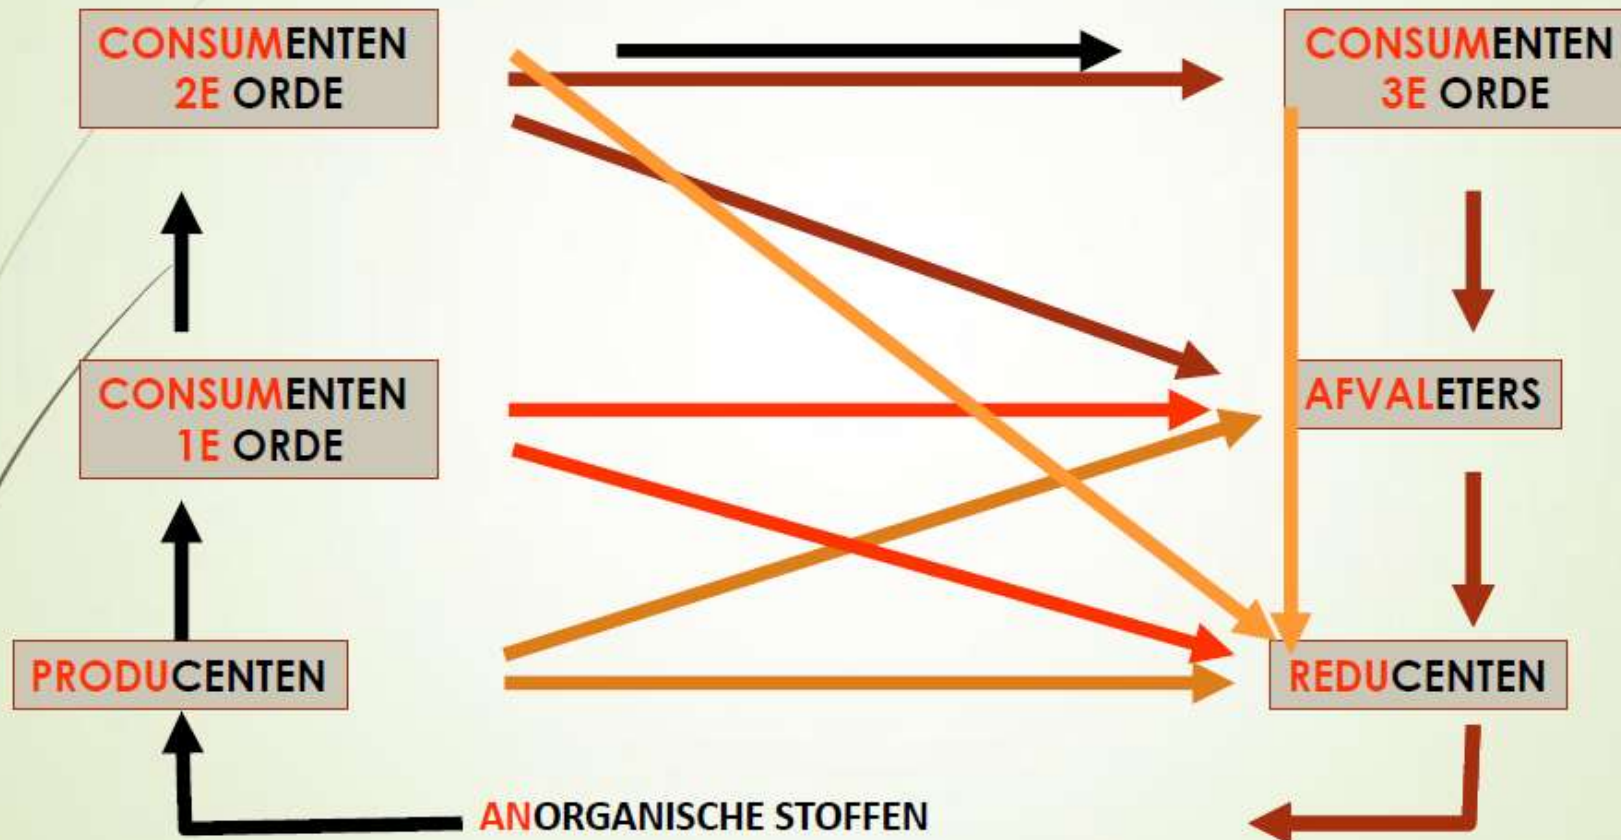 CONSUMENTEN
2E ORDE
CONSUMENTEN
3E ORDE
CONSUMENTEN
1E ORDE
AFVALETERS
PRODUCENTEN
REDUCENTEN
ANORGANISCHE STOFFEN